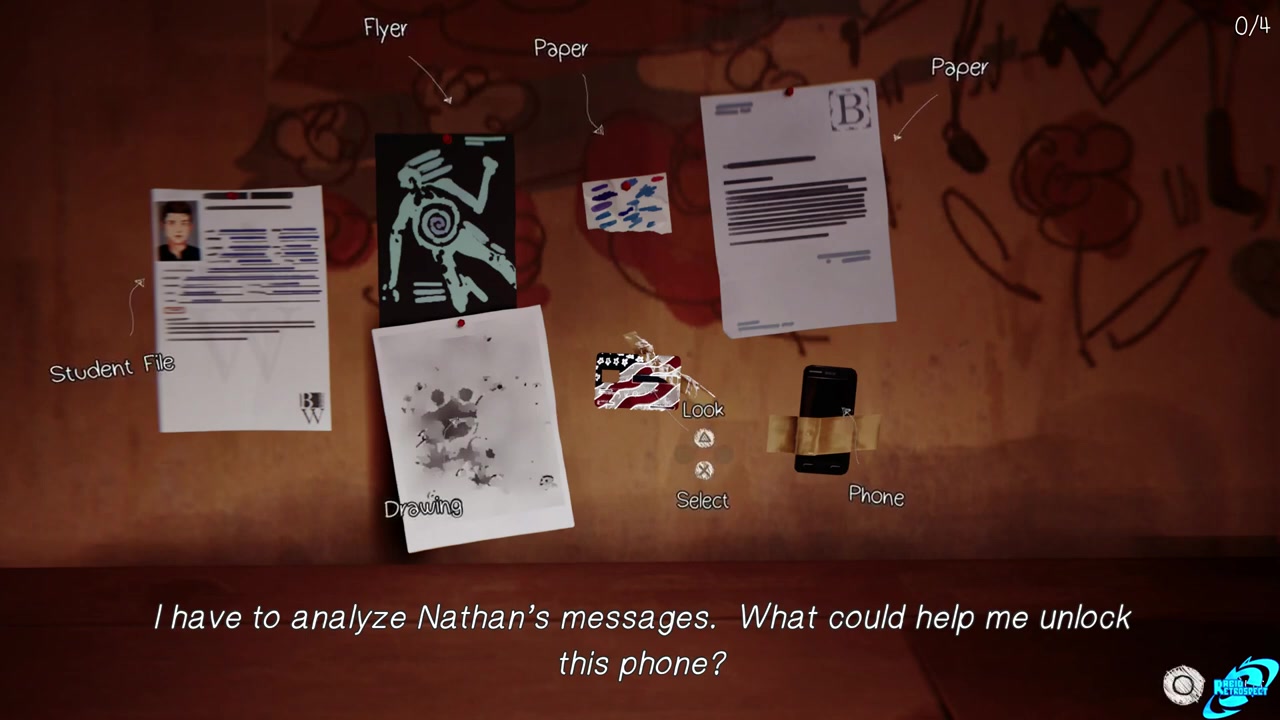 0/4
Flyer
Paper
Paper
B
Student File
B
W
Look
Select
Drawing
Phone
I have to analyze Nathan's messages. What could help me unlock
this phone?
RETROSPECT